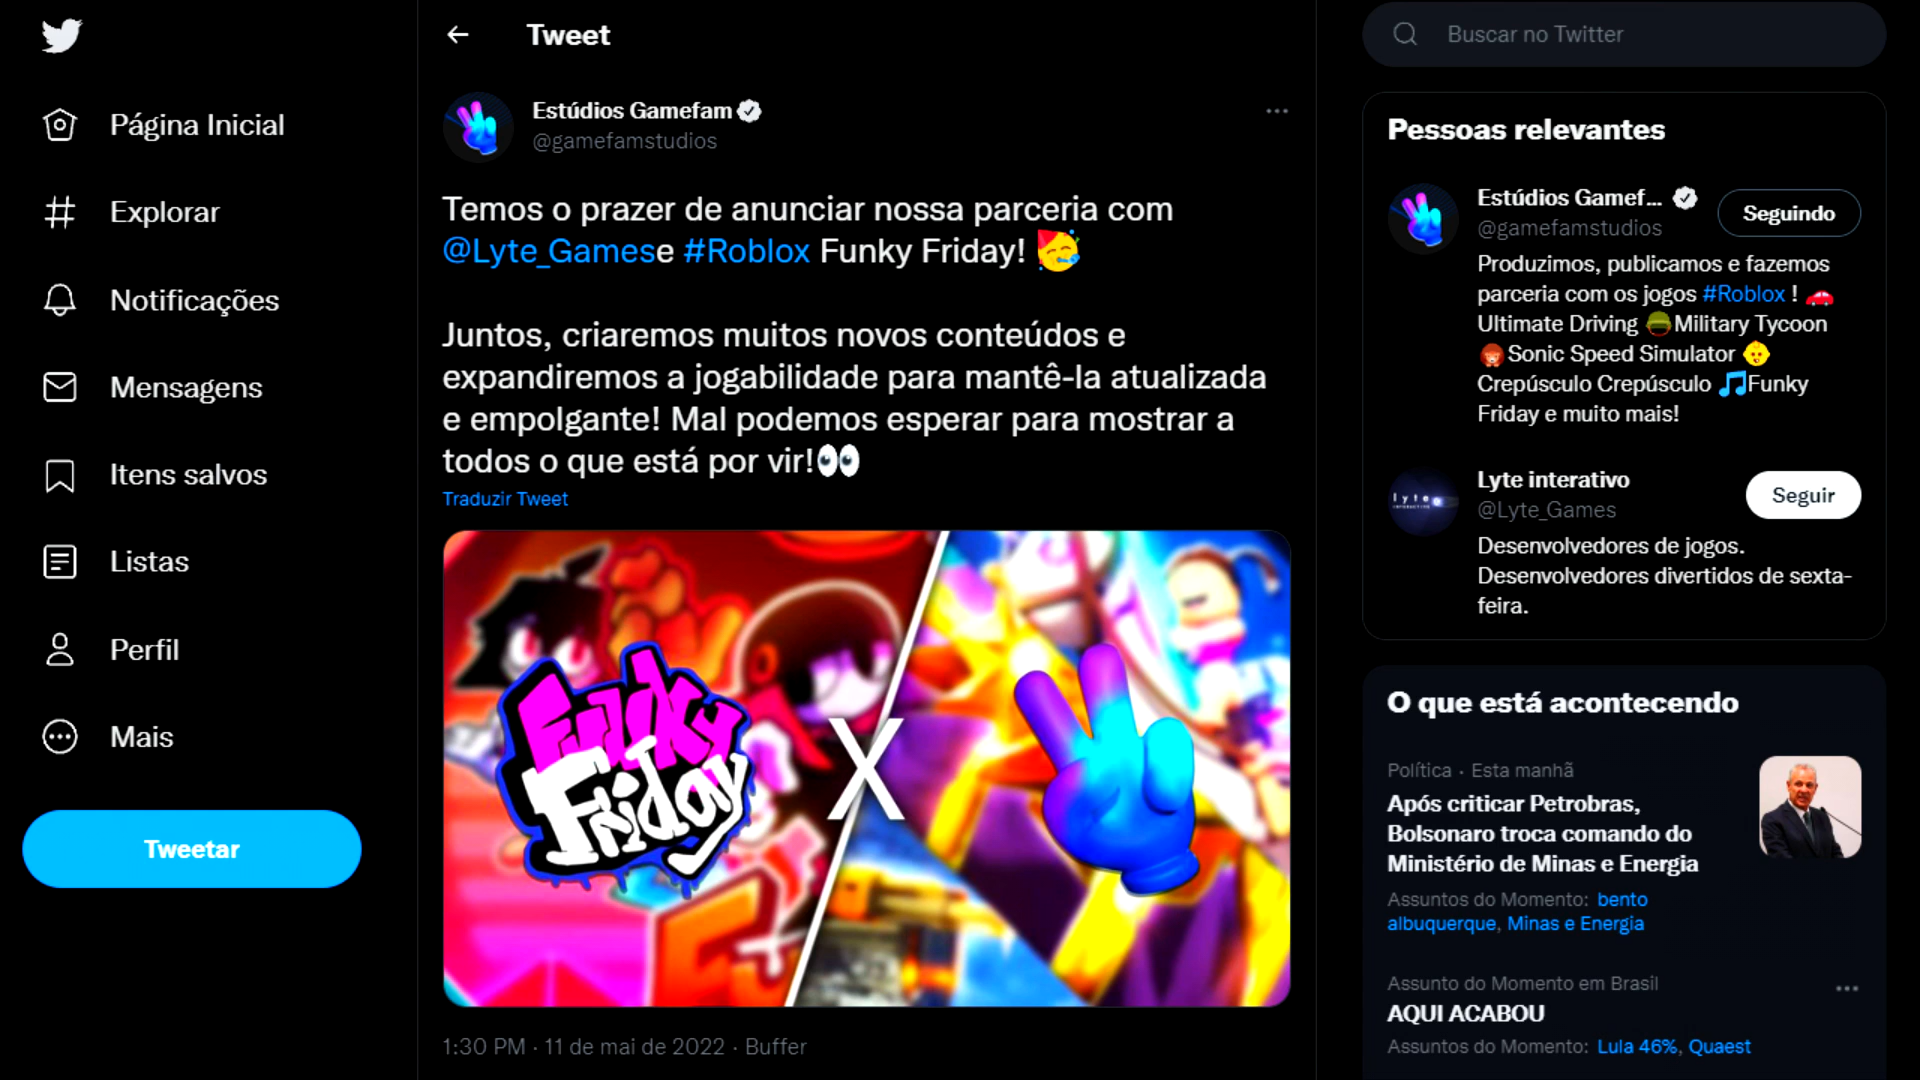 Página Inicial
Explorar
Notificações
Mensagens
Itens salvos
Listas
Perfil
Mais
Tweetar
Tweet
Estúdios Gamefam
@gamefamstudios
Temos o prazer de anunciar nossa parceria com
@Lyte_Gamese #Roblox Funky Friday! 🥳
Juntos, criaremos muitos novos conteúdos e
expandiremos a jogabilidade para mantê-la atualizada
e empolgante! Mal podemos esperar para mostrar a
todos o que está por vir!👀
Traduzir Tweet
Funky
Friday
X
1:30 PM · 11 de mai de 2022 · Buffer
Buscar no Twitter
Pessoas relevantes
Estúdios Gamef...
@gamefamstudios
Seguindo
Produzimos, publicamos e fazemos
parceria com os jogos #Roblox ! 🚗
Ultimate Driving 🪖Military Tycoon
🦔Sonic Speed Simulator 👶
Crepúsculo Crepúsculo 🎵Funky
Friday e muito mais!
lyte
INTERACTIVE
Lyte interativo
@Lyte_Games
Seguir
Desenvolvedores de jogos.
Desenvolvedores divertidos de sexta-
feira.
O que está acontecendo
Política · Esta manhã
Após criticar Petrobras,
Bolsonaro troca comando do
Ministério de Minas e Energia
Assuntos do Momento: bento
albuquerque, Minas e Energia
Assunto do Momento em Brasil
AQUI ACABOU
Assuntos do Momento: Lula 46%, Quaest